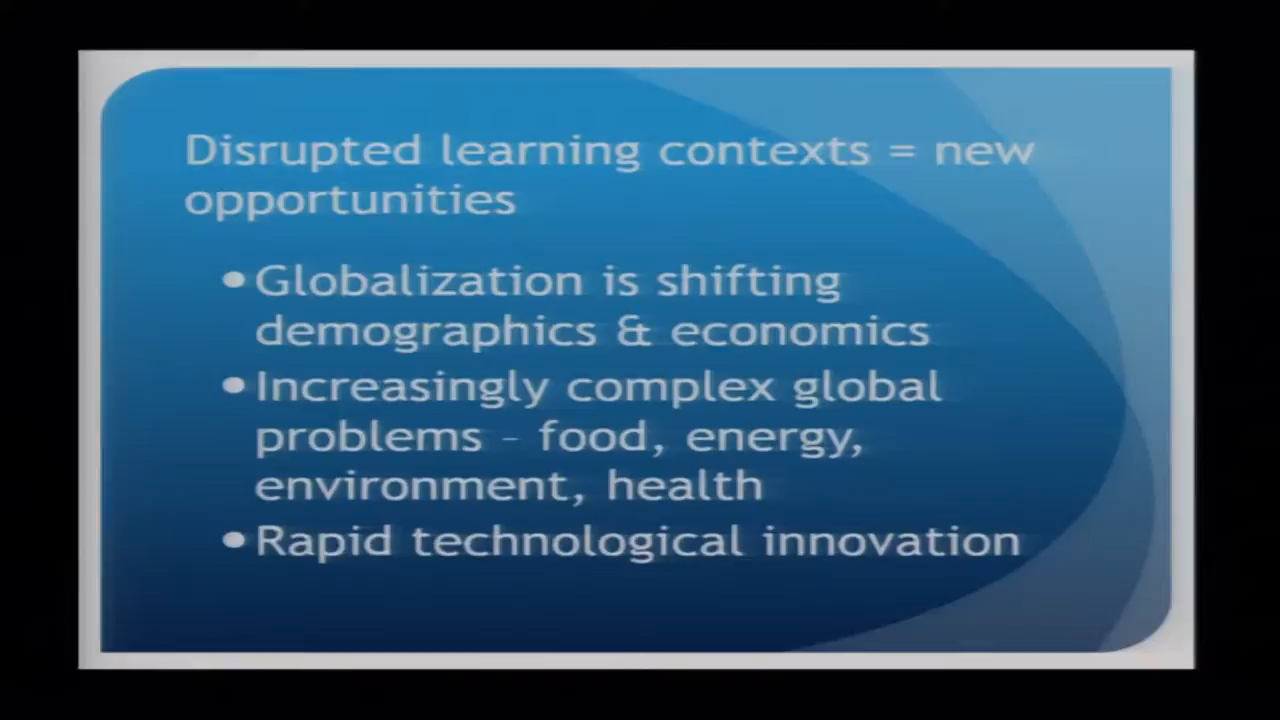 Disrupted learning contexts = new
opportunities
•Globalization is shifting
demographics & economics
•Increasingly complex global
problems – food, energy,
environment, health
•Rapid technological innovation